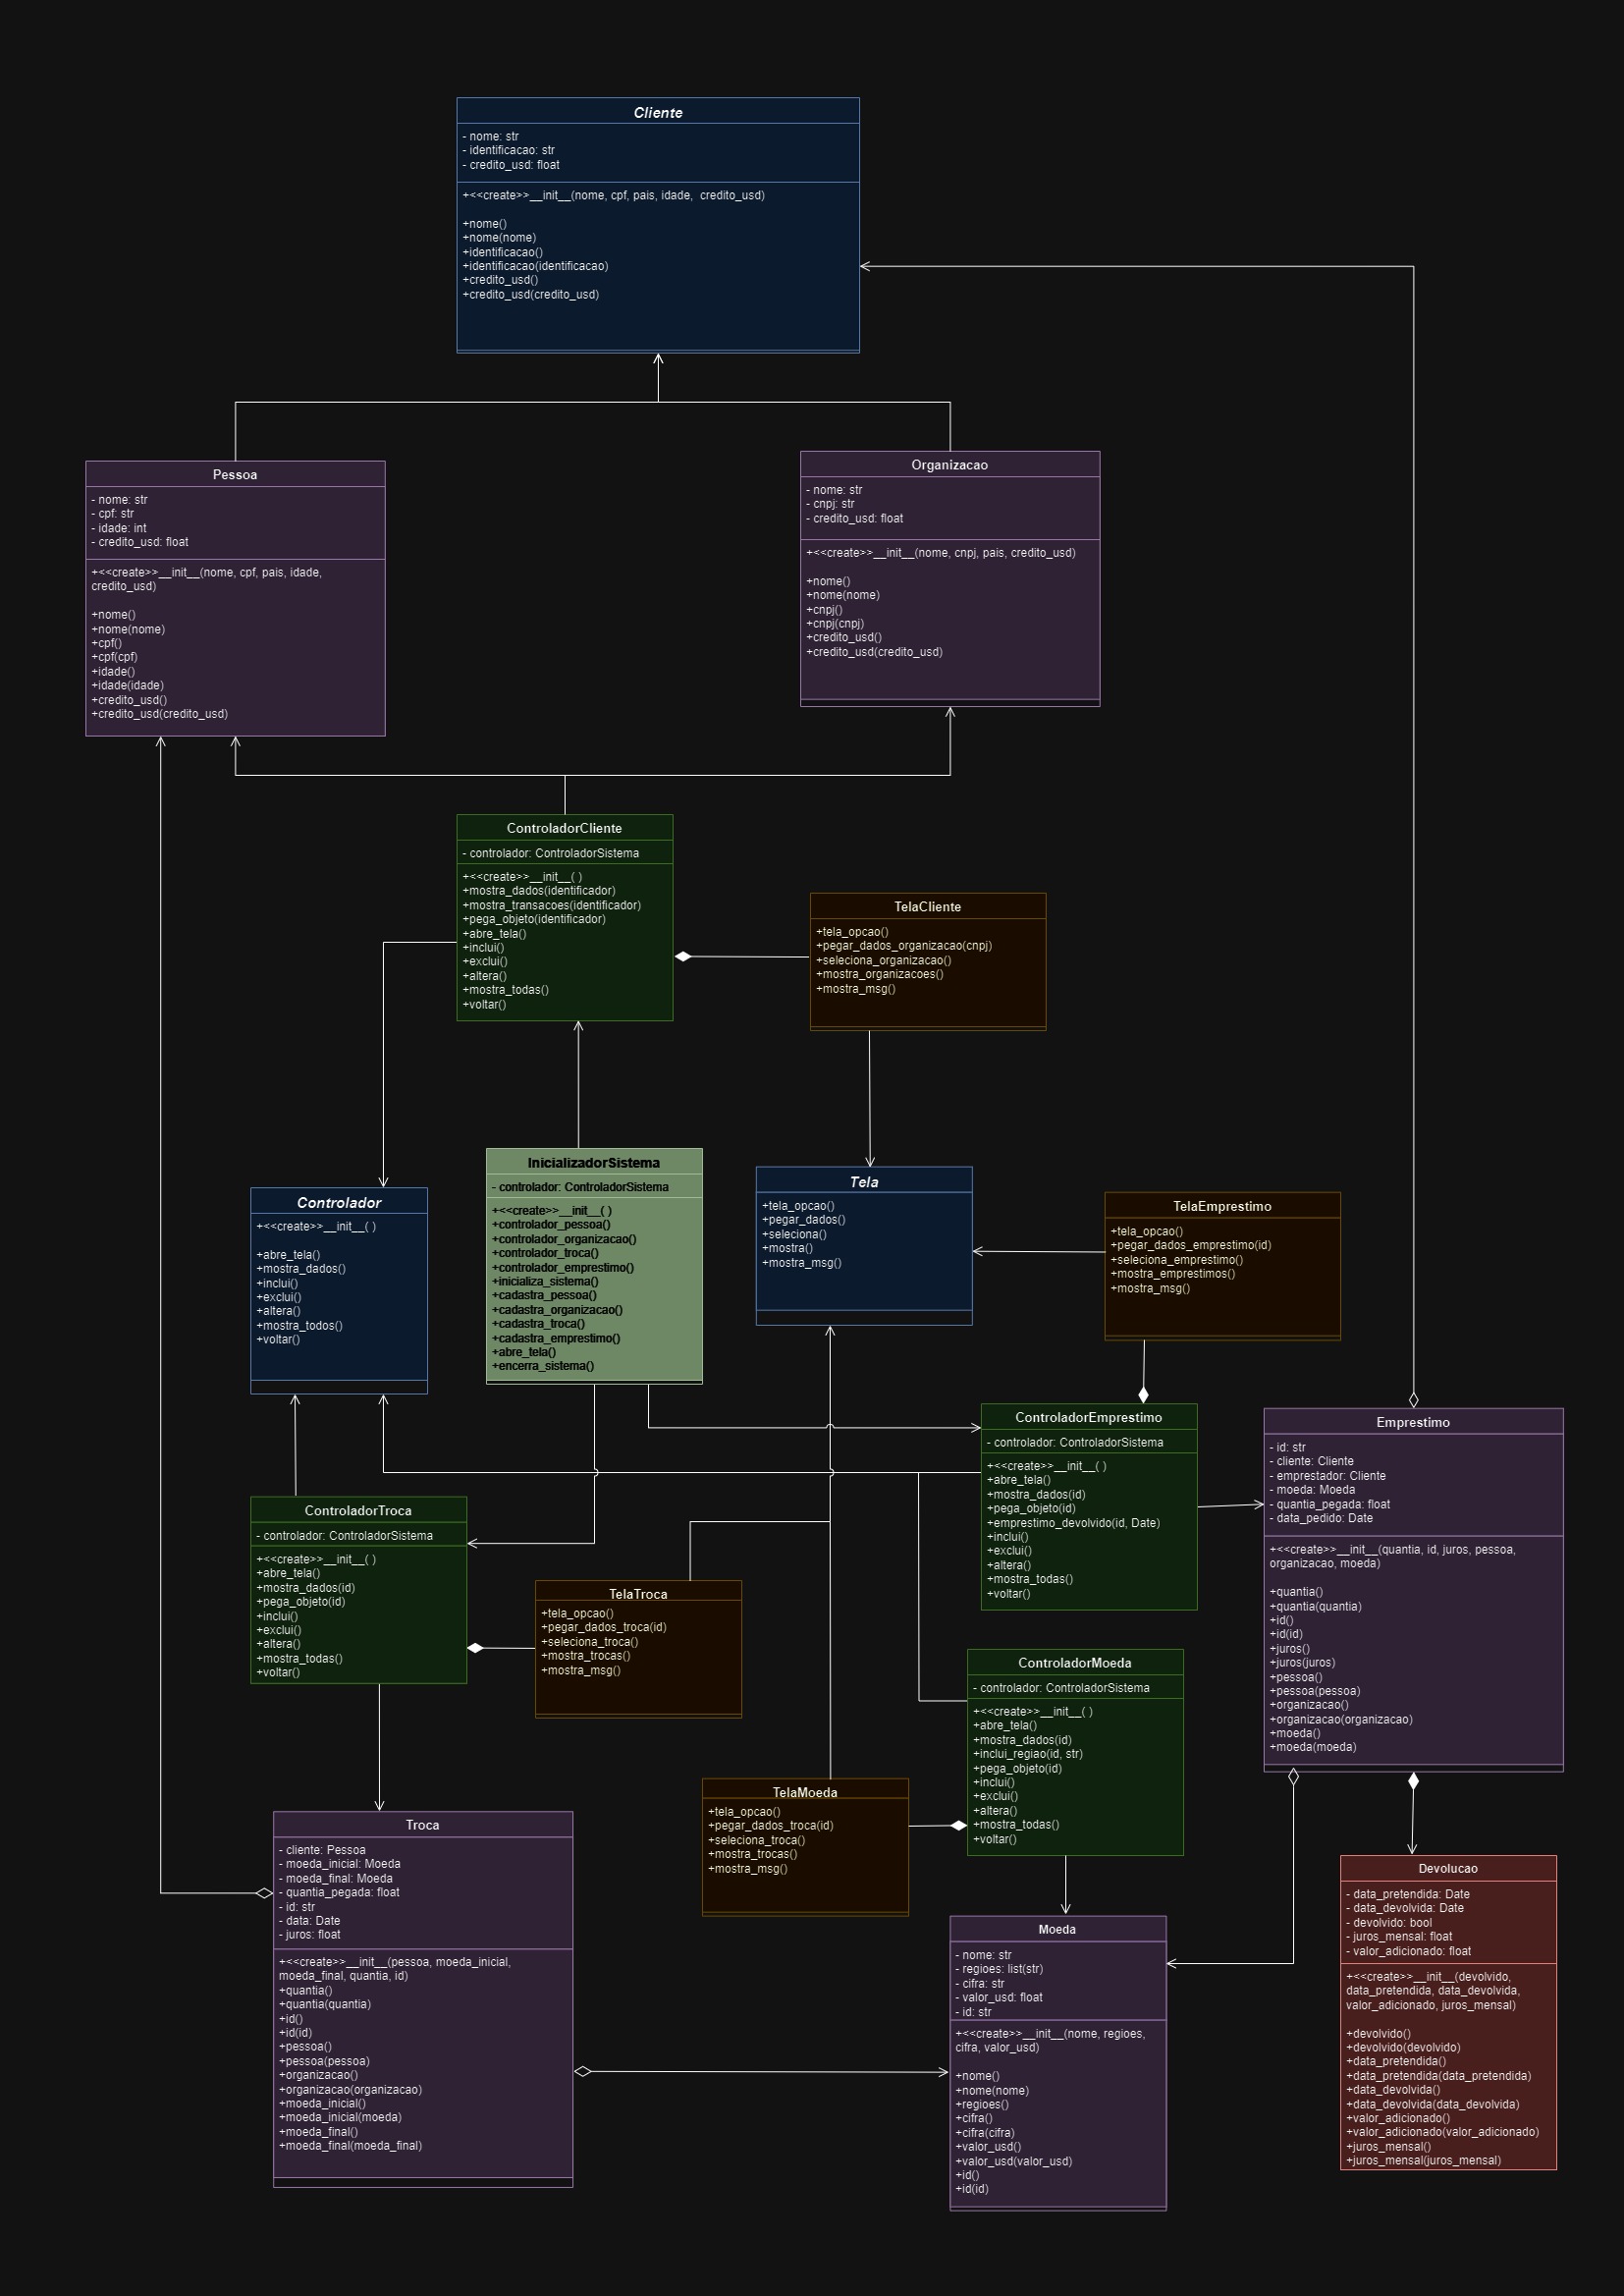 Cliente
- nome: str
- identificacao: str
- credito_usd: float
+<<create>>__init__(nome, cpf, pais, idade,  credito_usd)
+nome()
+nome(nome)
+identificacao()
+identificacao(identificacao)
+credito_usd()
+credito_usd(credito_usd)
Pessoa
- nome: str
- cpf: str
- idade: int
- credito_usd: float
+<<create>>__init__(nome, cpf, pais, idade,
credito_usd)
+nome()
+nome(nome)
+cpf()
+cpf(cpf)
+idade()
+idade(idade)
+credito_usd()
+credito_usd(credito_usd)
Organizacao
- nome: str
- cnpj: str
- credito_usd: float
+<<create>>__init__(nome, cnpj, pais, credito_usd)
+nome()
+nome(nome)
+cnpj()
+cnpj(cnpj)
+credito_usd()
+credito_usd(credito_usd)
ControladorCliente
- controlador: ControladorSistema
+<<create>>__init__( )
+mostra_dados(identificador)
+mostra_transacoes(identificador)
+pega_objeto(identificador)
+abre_tela()
+inclui()
+exclui()
+altera()
+mostra_todas()
+voltar()
TelaCliente
+tela_opcao()
+pegar_dados_organizacao(cnpj)
+seleciona_organizacao()
+mostra_organizacoes()
+mostra_msg()
Controlador
+<<create>>__init__( )
+abre_tela()
+mostra_dados()
+inclui()
+exclui()
+altera()
+mostra_todos()
+voltar()
InicializadorSistema
- controlador: ControladorSistema
+<<create>>__init__( )
+controlador_pessoa()
+controlador_organizacao()
+controlador_troca()
+controlador_emprestimo()
+inicializa_sistema()
+cadastra_pessoa()
+cadastra_organizacao()
+cadastra_troca()
+cadastra_emprestimo()
+abre_tela()
+encerra_sistema()
Tela
+tela_opcao()
+pegar_dados()
+seleciona()
+mostra()
+mostra_msg()
TelaEmprestimo
+tela_opcao()
+pegar_dados_emprestimo(id)
+seleciona_emprestimo()
+mostra_emprestimos()
+mostra_msg()
ControladorEmprestimo
- controlador: ControladorSistema
+<<create>>__init__( )
+abre_tela()
+mostra_dados(id)
+pega_objeto(id)
+emprestimo_devolvido(id, Date)
+inclui()
+exclui()
+altera()
+mostra_todas()
+voltar()
Emprestimo
- id: str
- cliente: Cliente
- emprestador: Cliente
- moeda: Moeda
- quantia_pegada: float
- data_pedido: Date
+<<create>>__init__(quantia, id, juros, pessoa,
organizacao, moeda)
+quantia()
+quantia(quantia)
+id()
+id(id)
+juros()
+juros(juros)
+pessoa()
+pessoa(pessoa)
+organizacao()
+organizacao(organizacao)
+moeda()
+moeda(moeda)
ControladorTroca
- controlador: ControladorSistema
+<<create>>__init__( )
+abre_tela()
+mostra_dados(id)
+pega_objeto(id)
+inclui()
+exclui()
+altera()
+mostra_todas()
+voltar()
TelaTroca
+tela_opcao()
+pegar_dados_troca(id)
+seleciona_troca()
+mostra_trocas()
+mostra_msg()
ControladorMoeda
- controlador: ControladorSistema
+<<create>>__init__( )
+abre_tela()
+mostra_dados(id)
+inclui_regiao(id, str)
+pega_objeto(id)
+inclui()
+exclui()
+altera()
+mostra_todas()
+voltar()
TelaMoeda
+tela_opcao()
+pegar_dados_troca(id)
+seleciona_troca()
+mostra_trocas()
+mostra_msg()
Troca
- cliente: Pessoa
- moeda_inicial: Moeda
- moeda_final: Moeda
- quantia_pegada: float
- id: str
- data: Date
- juros: float
+<<create>>__init__(pessoa, moeda_inicial,
moeda_final, quantia, id)
+quantia()
+quantia(quantia)
+id()
+id(id)
+pessoa()
+pessoa(pessoa)
+organizacao()
+organizacao(organizacao)
+moeda_inicial()
+moeda_inicial(moeda)
+moeda_final()
+moeda_final(moeda_final)
Moeda
- nome: str
- regioes: list(str)
- cifra: str
- valor_usd: float
- id: str
+<<create>>__init__(nome, regioes,
cifra, valor_usd)
+nome()
+nome(nome)
+regioes()
+cifra()
+cifra(cifra)
+valor_usd()
+valor_usd(valor_usd)
+id()
+id(id)
Devolucao
- data_pretendida: Date
- data_devolvida: Date
- devolvido: bool
- juros_mensal: float
- valor_adicionado: float
+<<create>>__init__(devolvido,
data_pretendida, data_devolvida,
valor_adicionado, juros_mensal)
+devolvido()
+devolvido(devolvido)
+data_pretendida()
+data_pretendida(data_pretendida)
+data_devolvida()
+data_devolvida(data_devolvida)
+valor_adicionado()
+valor_adicionado(valor_adicionado)
+juros_mensal()
+juros_mensal(juros_mensal)